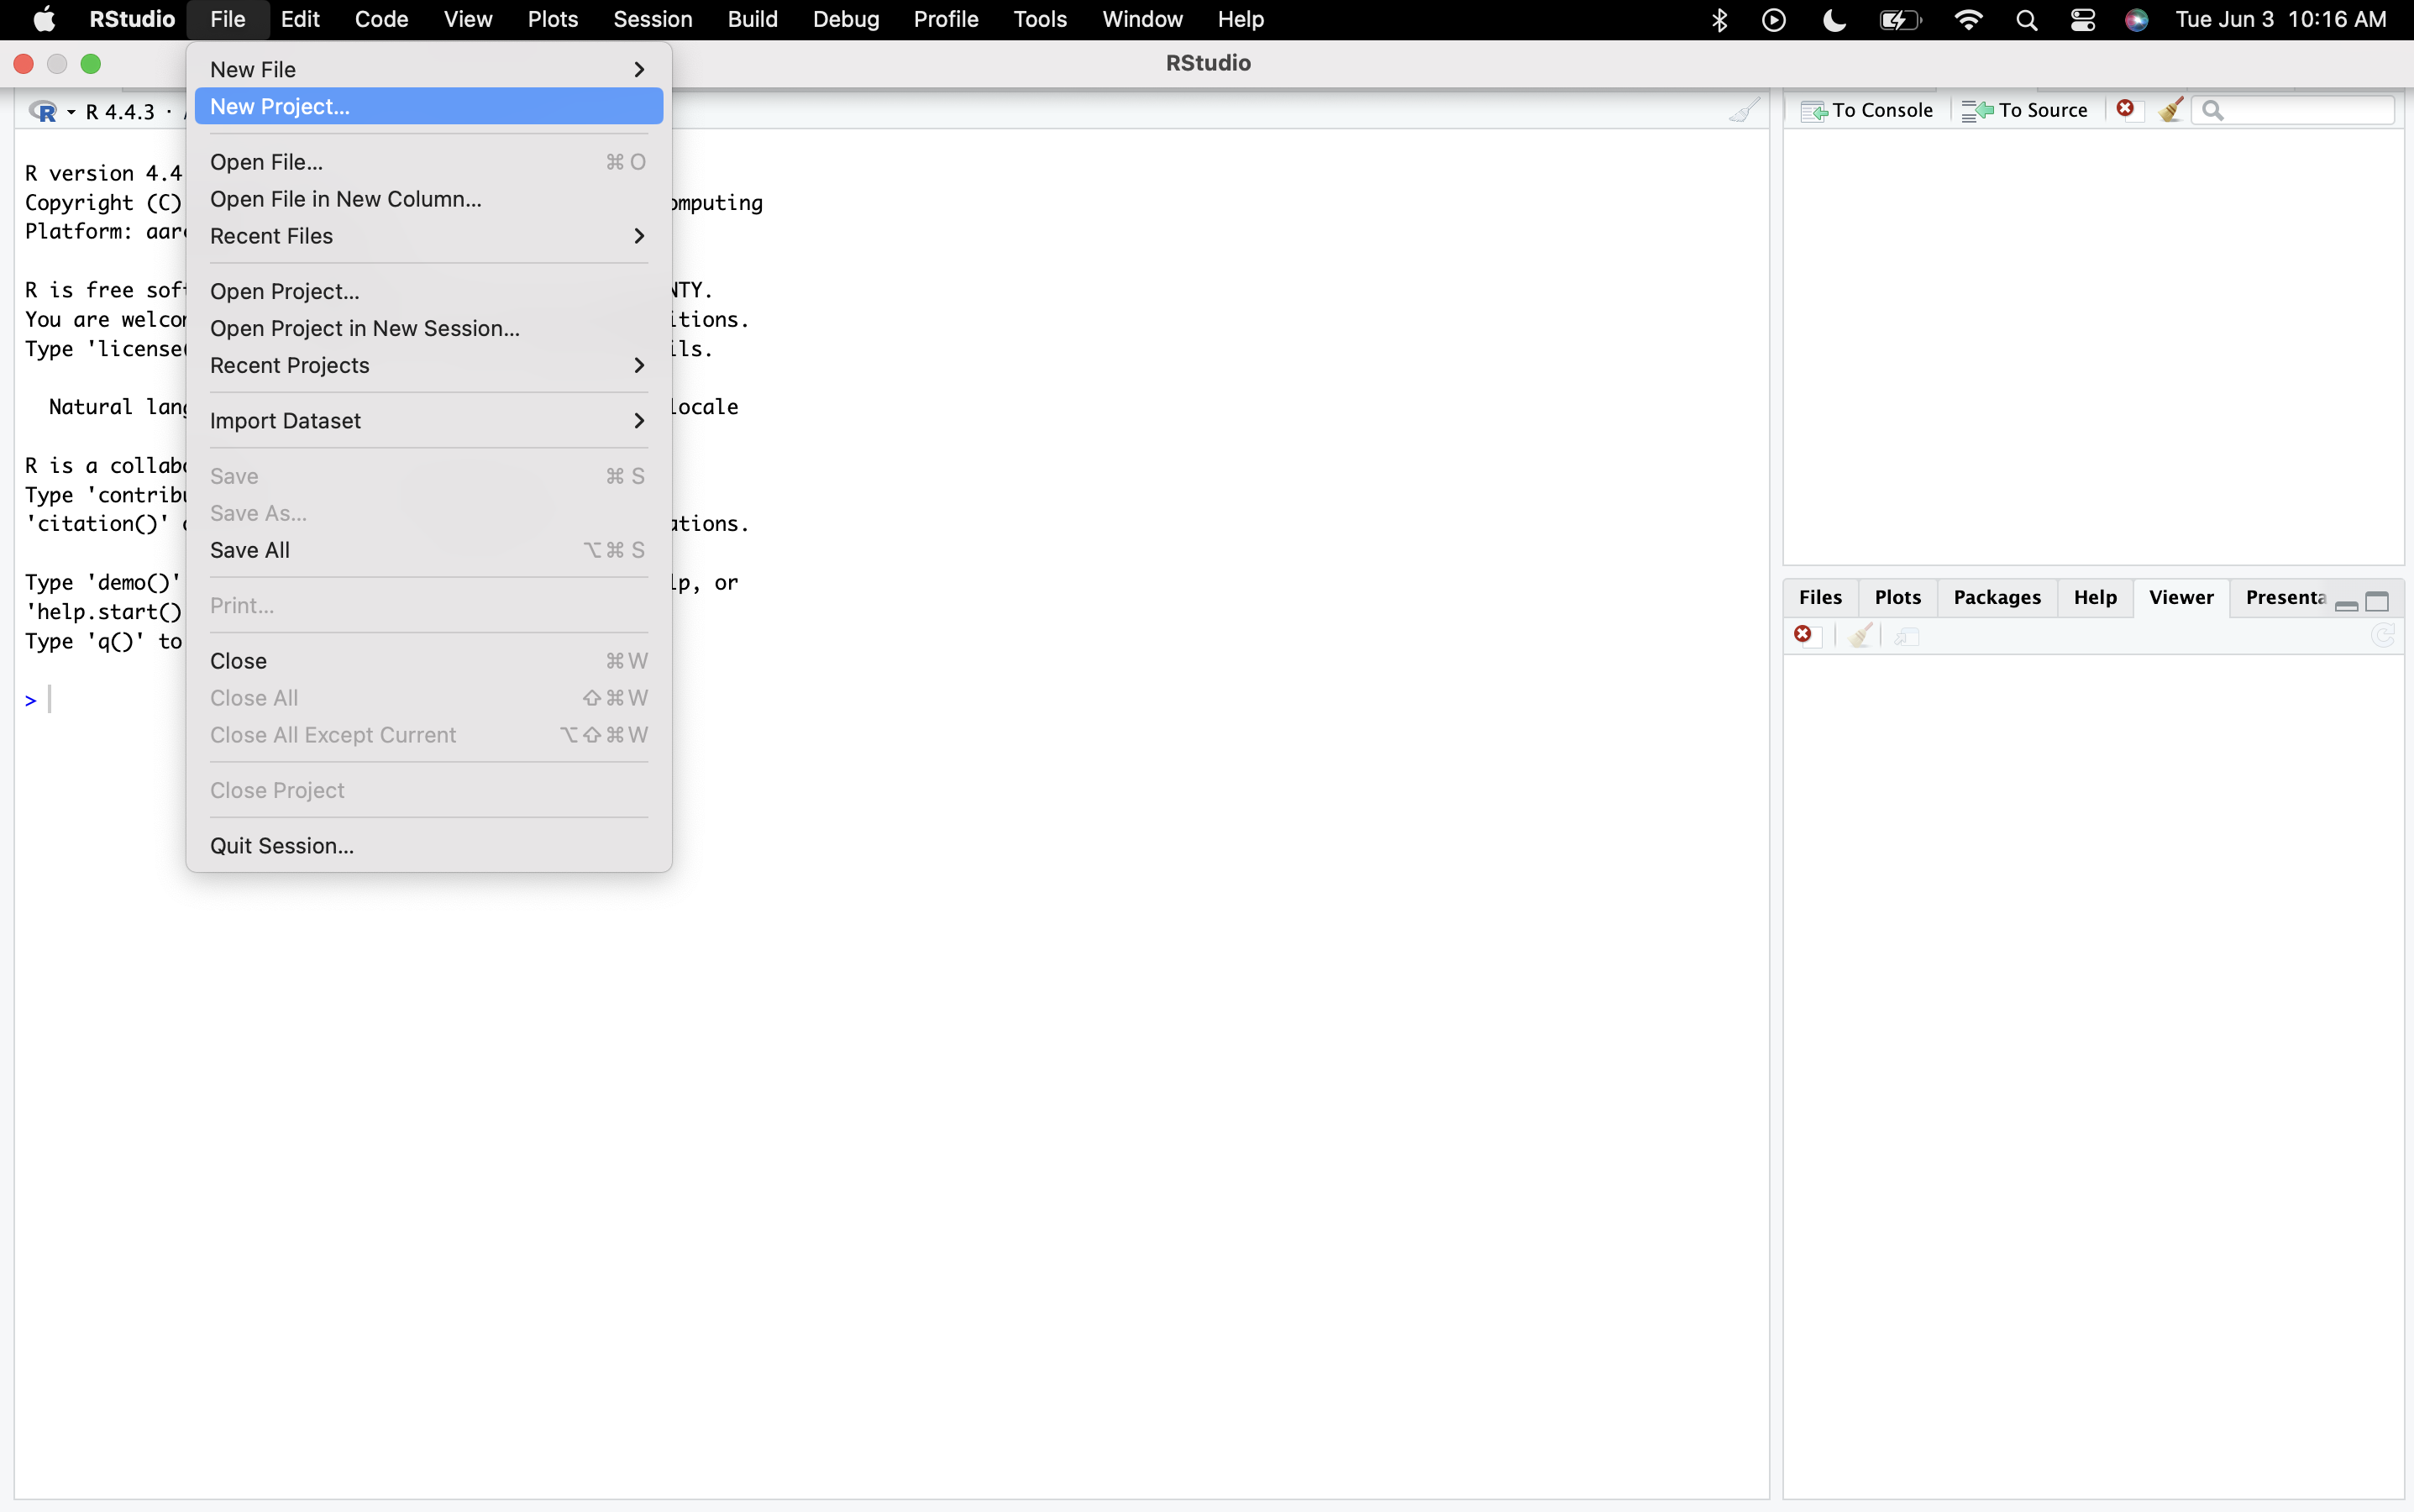 RStudio File Edit Code View Plots Session Build Debug Profile Tools Window Help Tue Jun 3 10:16 AM
RStudio
R 4.4.3 ·
To Console To Source
New File
New Project...
Open File... ⌘ O
Open File in New Column...
Recent Files
Open Project...
Open Project in New Session...
Recent Projects
Import Dataset
Save ⌘ S
Save As...
Save All ⌥⌘ S
Print...
Close ⌘W
Close All ⇧⌘W
Close All Except Current ⌥⇧⌘W
Close Project
Quit Session...
R version 4.4
Copyright (C) omputing
Platform: aar
R is free sof NTY.
You are welco itions.
Type 'license( ils.
Natural lang locale
R is a collab
Type 'contrib
'citation()' ations.
Type 'demo()' lp, or
'help.start()
Type 'q()' to
>
Files Plots Packages Help Viewer Presenta